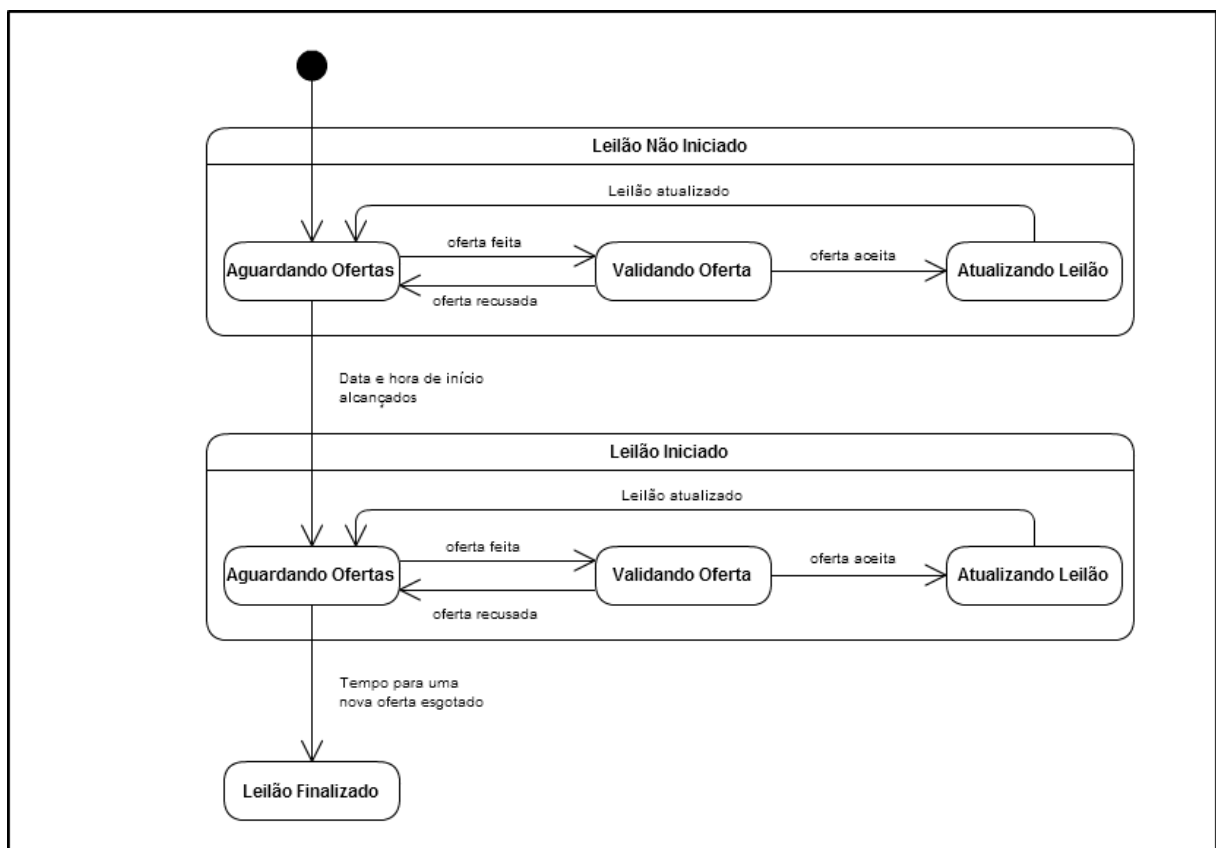 Leilão Não Iniciado
Leilão atualizado
Aguardando Ofertas
oferta feita
oferta recusada
Validando Oferta
oferta aceita
Atualizando Leilão
Data e hora de início
alcançados
Leilão Iniciado
Leilão atualizado
Aguardando Ofertas
oferta feita
oferta recusada
Validando Oferta
oferta aceita
Atualizando Leilão
Tempo para uma
nova oferta esgotado
Leilão Finalizado